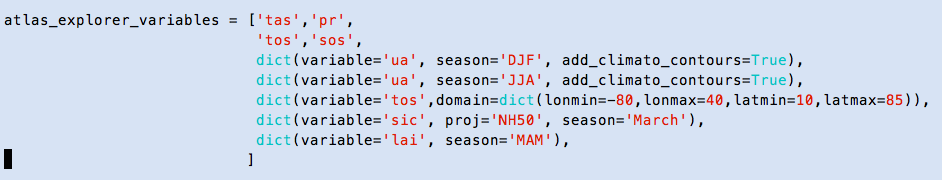 atlas_explorer_variables = ['tas','pr',
'tos','sos',
dict(variable='ua', season='DJF', add_climato_contours=True),
dict(variable='ua', season='JJA', add_climato_contours=True),
dict(variable='tos',domain=dict(lonmin=-80,lonmax=40,latmin=10,latmax=85)),
dict(variable='sic', proj='NH50', season='March'),
dict(variable='lai', season='MAM'),
]